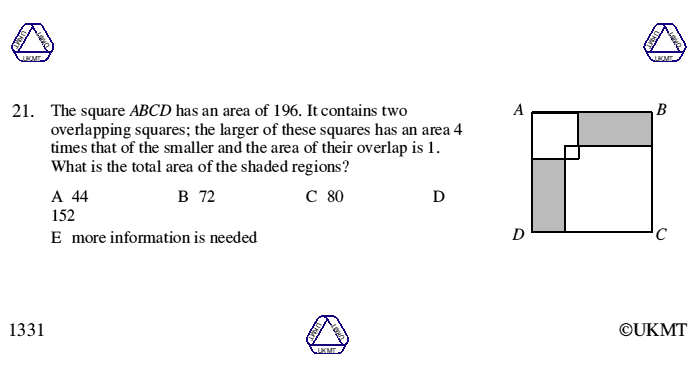 UKMT UKMT UKMT
UKMT UKMT UKMT
21. The square ABCD has an area of 196. It contains two
overlapping squares; the larger of these squares has an area 4
times that of the smaller and the area of their overlap is 1.
What is the total area of the shaded regions?
A 44 B 72 C 80 D
152
E more information is needed
A B
D C
1331
UKMT UKMT UKMT
©UKMT